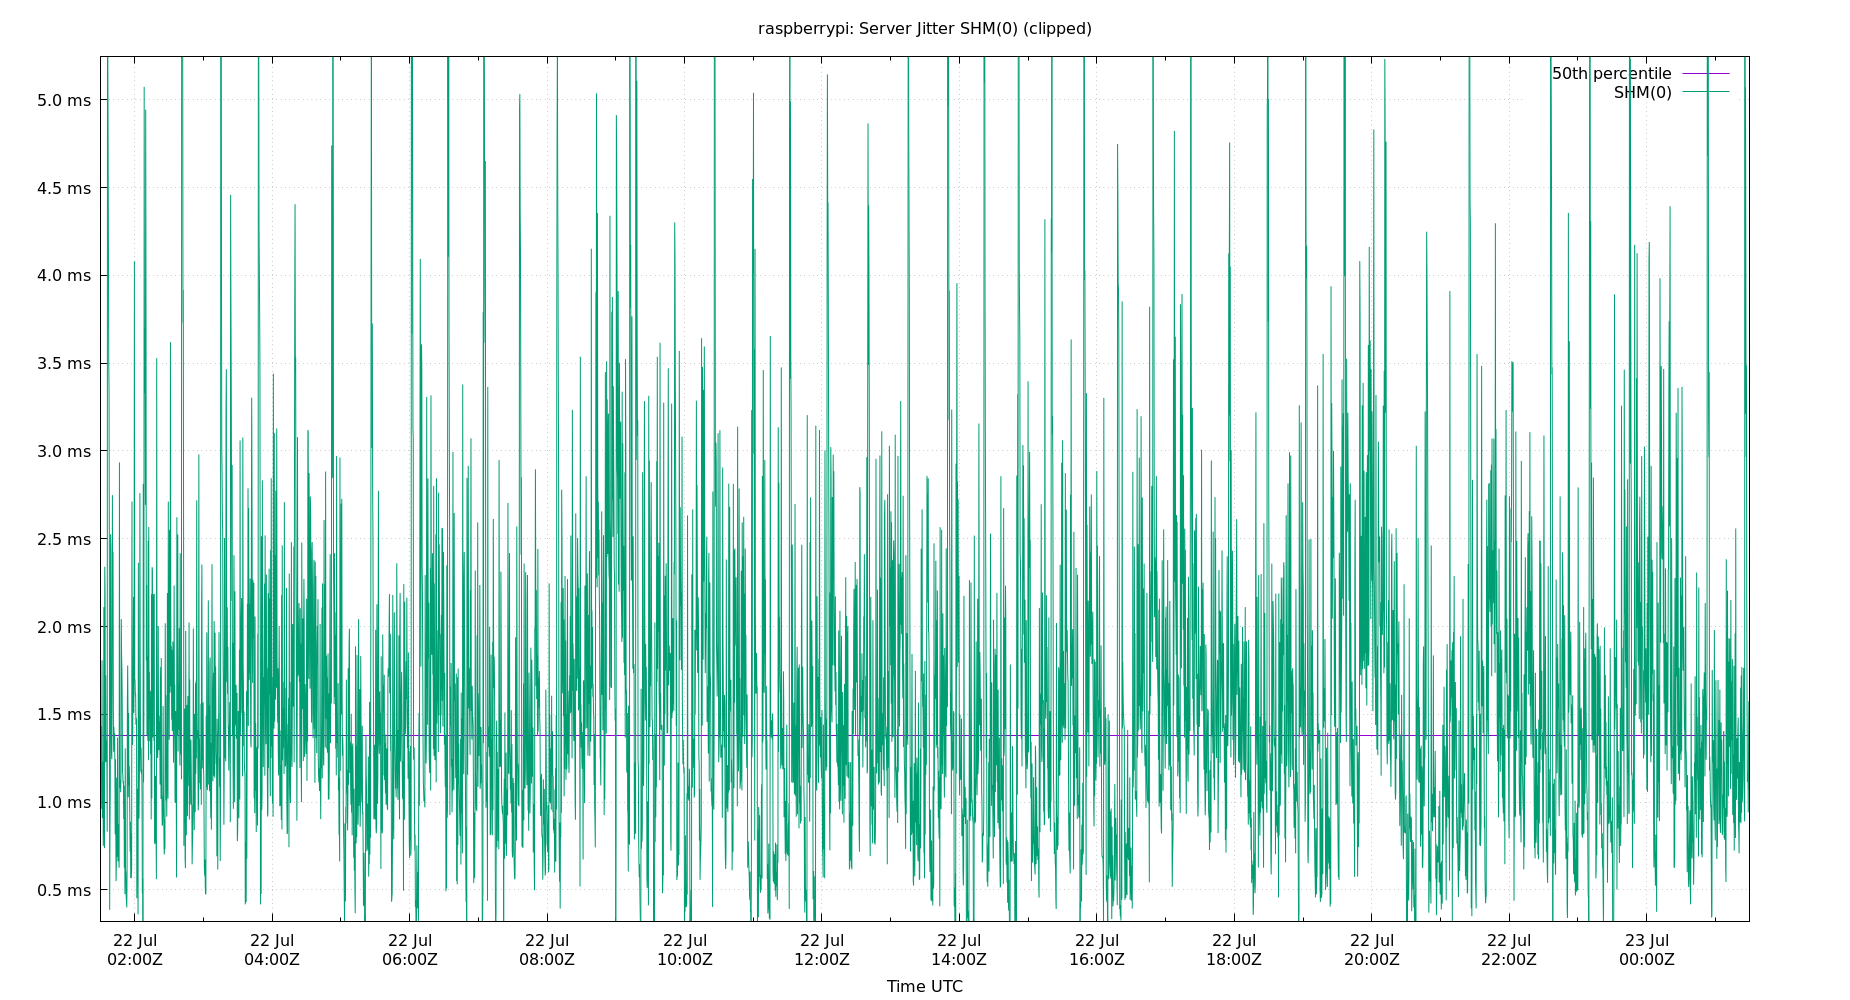 raspberrypi: Server Jitter SHM(0) (clipped)
50th percentile
SHM(0)
5.0 ms
4.5 ms
4.0 ms
3.5 ms
3.0 ms
2.5 ms
2.0 ms
1.5 ms
1.0 ms
0.5 ms
22 Jul 22 Jul 22 Jul 22 Jul 22 Jul 22 Jul 22 Jul 22 Jul 22 Jul 22 Jul 22 Jul 23 Jul
02:00Z 04:00Z 06:00Z 08:00Z 10:00Z 12:00Z 14:00Z 16:00Z 18:00Z 20:00Z 22:00Z 00:00Z
Time UTC